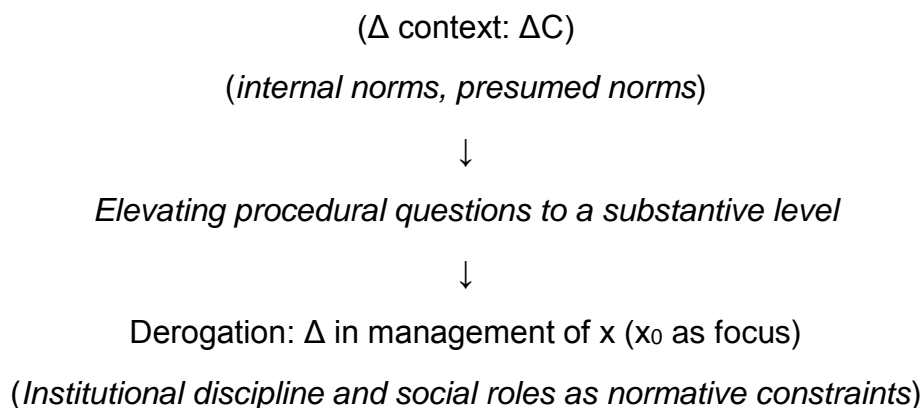 (Δ context: ΔC)
(internal norms, presumed norms)
↓
Elevating procedural questions to a substantive level
↓
Derogation: Δ in management of x (x₀ as focus)
(Institutional discipline and social roles as normative constraints)